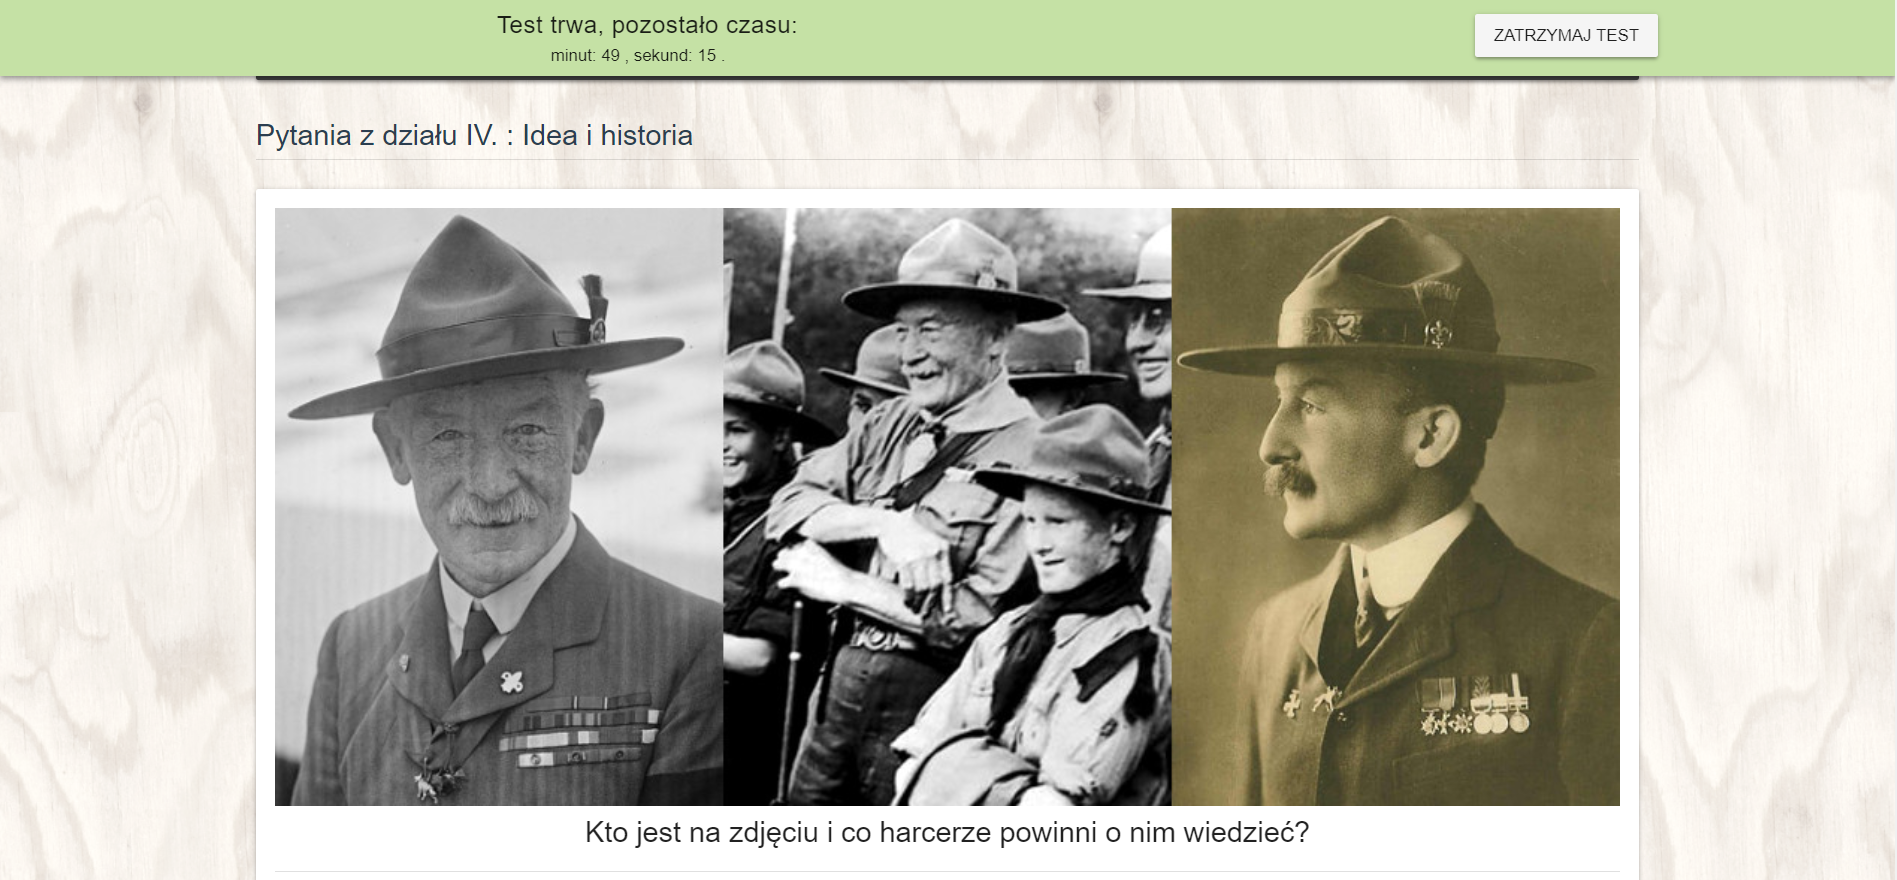 Test trwa, pozostało czasu:
minut: 49 , sekund: 15 .
ZATRZYMAJ TEST
Pytania z działu IV. : Idea i historia
Kto jest na zdjęciu i co harcerze powinni o nim wiedzieć?